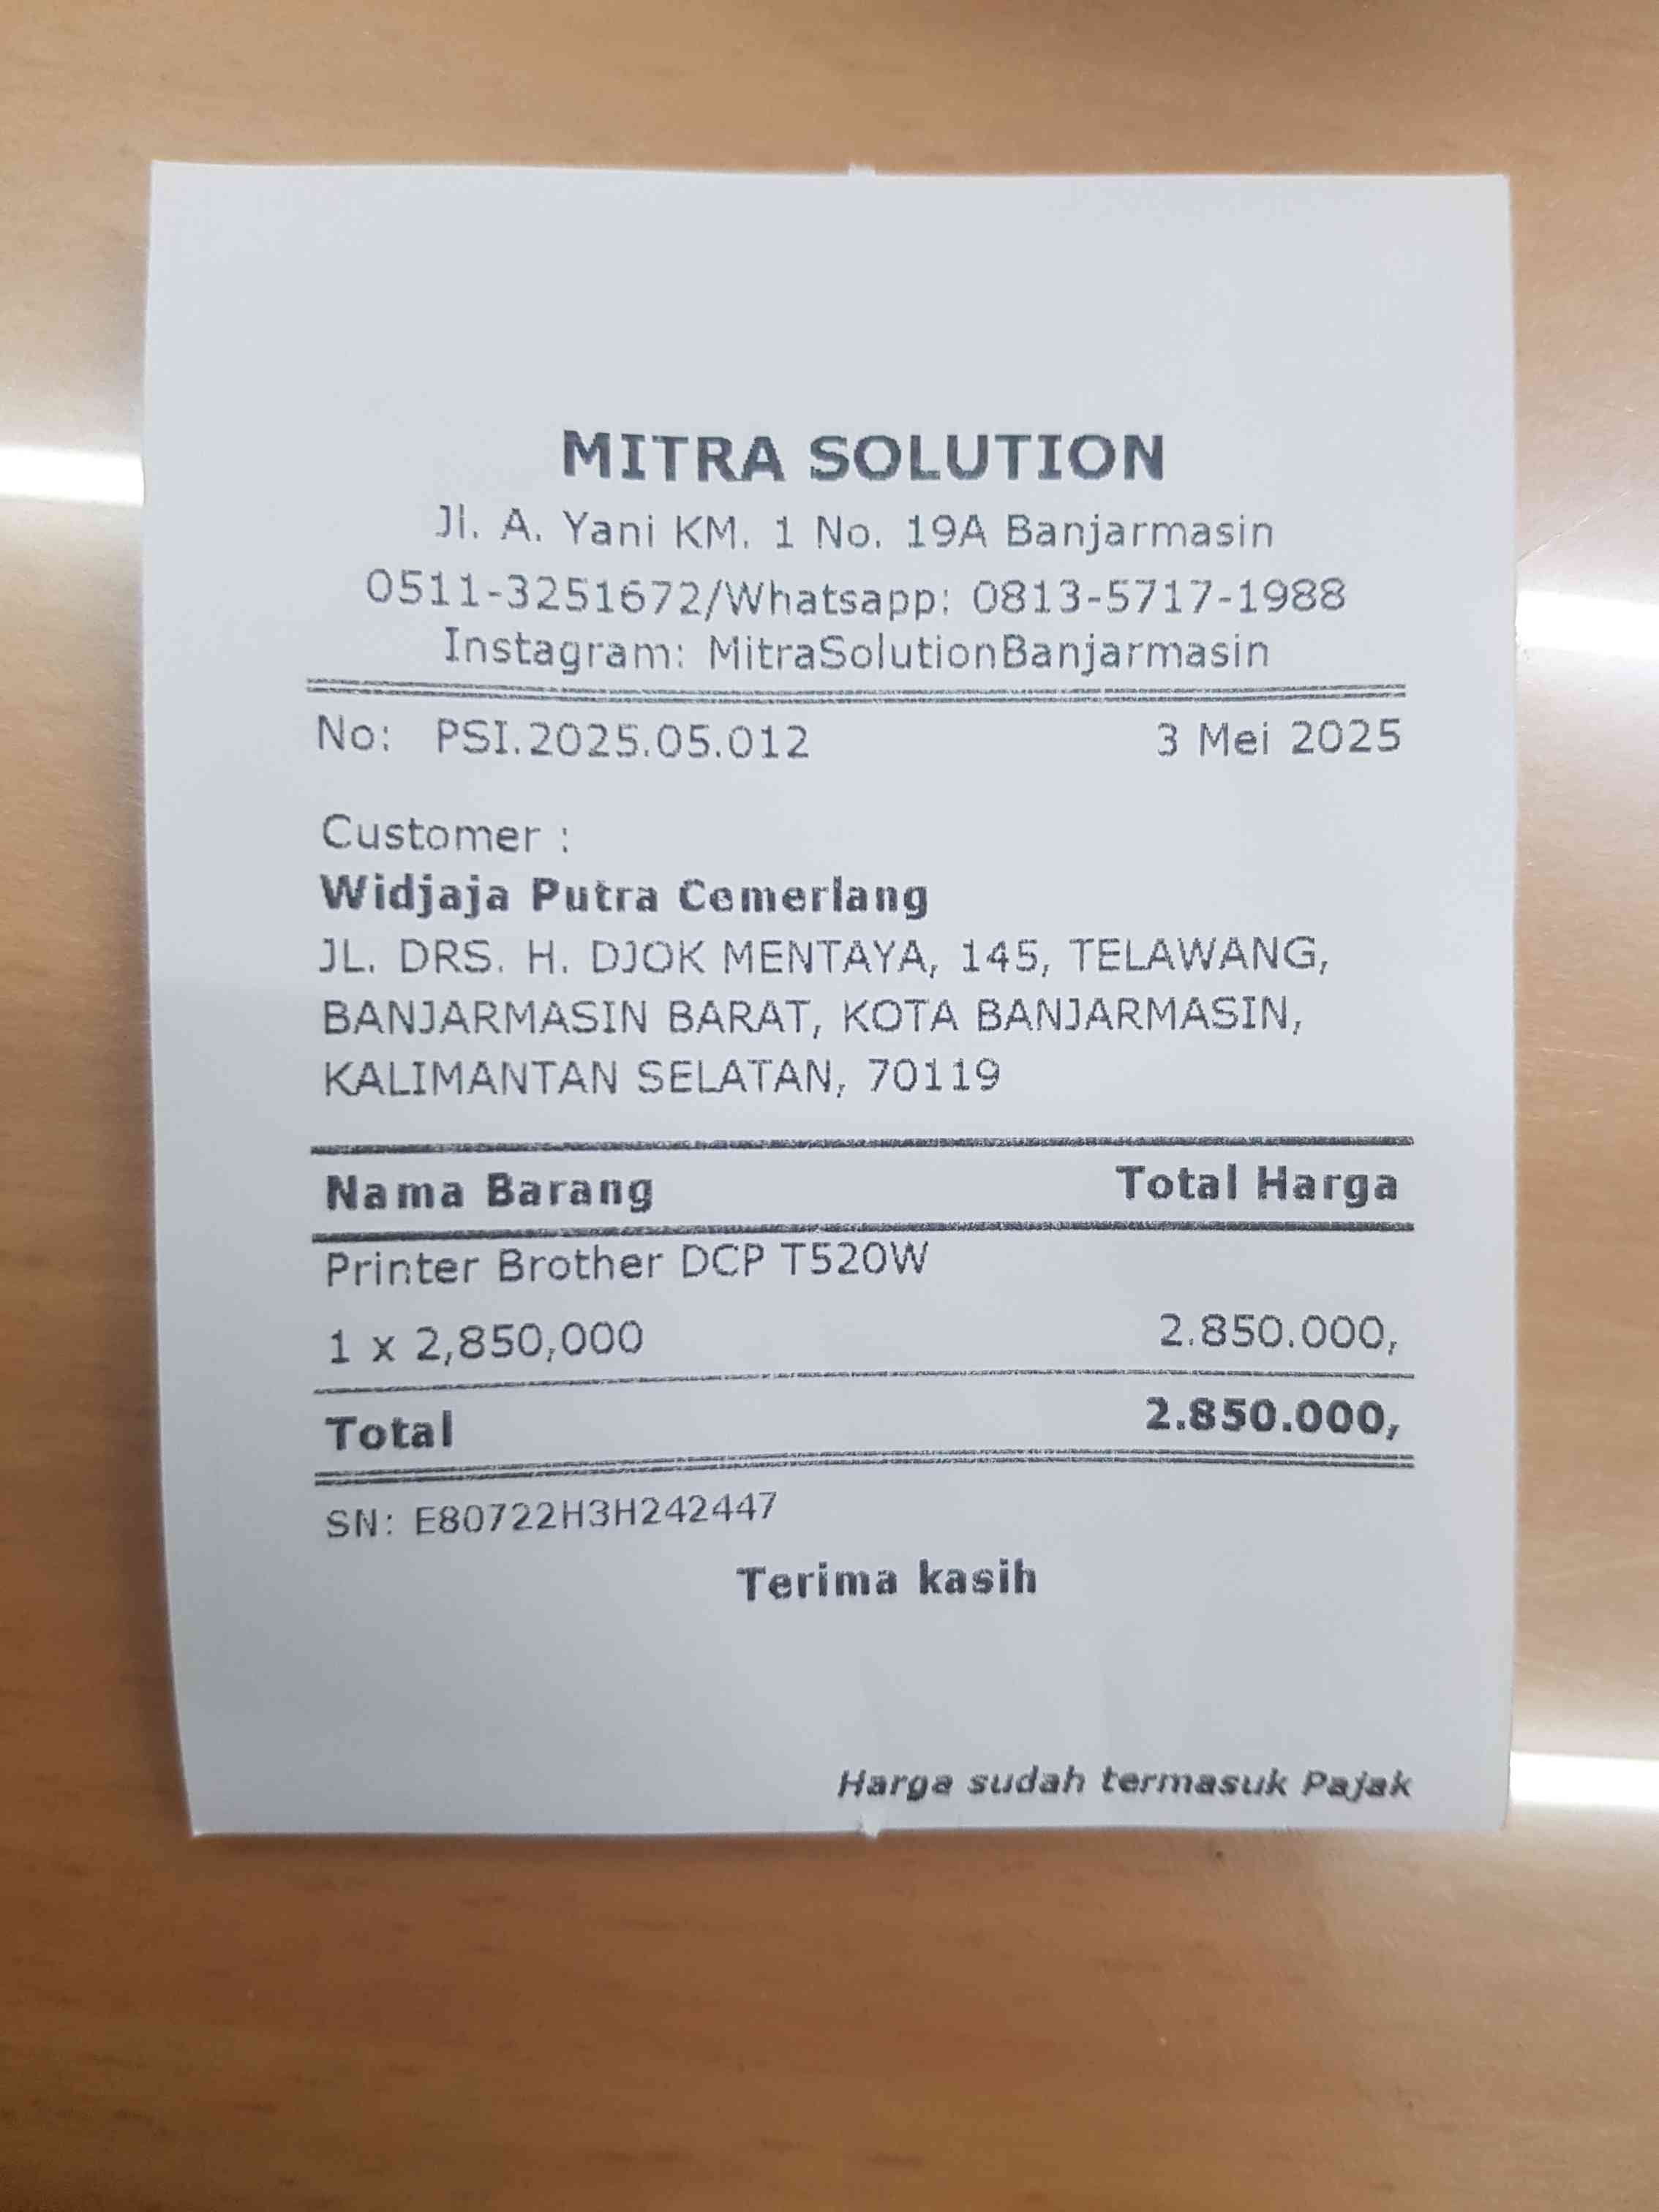 MITRA SOLUTION
Jl. A. Yani KM. 1 No. 19A Banjarmasin
0511-3251672/Whatsapp: 0813-5717-1988
Instagram: MitraSolutionBanjarmasin
No: PSI.2025.05.012 3 Mei 2025
Customer :
Widjaja Putra Cemerlang
JL. DRS. H. DJOK MENTAYA, 145, TELAWANG,
BANJARMASIN BARAT, KOTA BANJARMASIN,
KALIMANTAN SELATAN, 70119
Nama Barang Total Harga
Printer Brother DCP T520W
1 x 2,850,000 2.850.000,
Total 2.850.000,
SN: E80722H3H242447
Terima kasih
Harga sudah termasuk Pajak